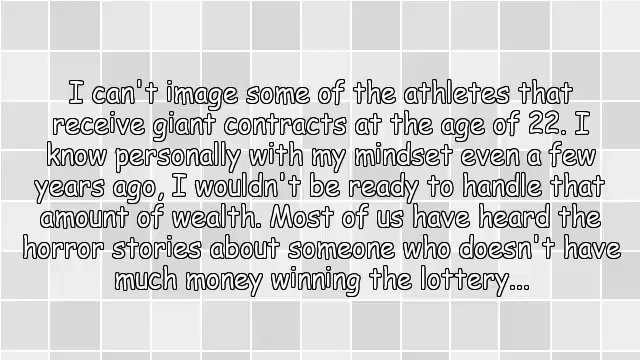 I can't image some of the athletes that
receive giant contracts at the age of 22. I
know personally with my mindset even a few
years ago, I wouldn't be ready to handle that
amount of wealth. Most of us have heard the
horror stories about someone who doesn't have
much money winning the lottery...